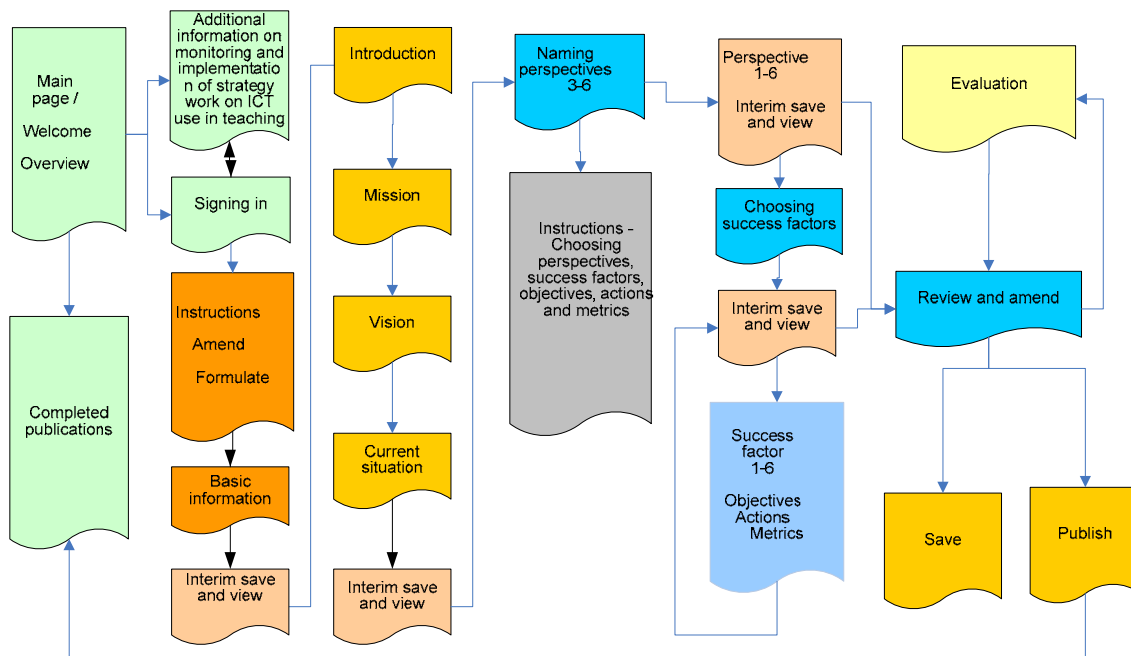 Main
page /
Welcome
Overview
Completed
publications
Additional
information on
monitoring and
implementatio
n of strategy
work on ICT
use in teaching
Signing in
Instructions
Amend
Formulate
Basic
information
Interim save
and view
Introduction
Mission
Vision
Current
situation
Interim save
and view
Naming
perspectives
3-6
Instructions -
Choosing
perspectives,
success factors,
objectives, actions
and metrics
Perspective
1-6
Interim save
and view
Choosing
success factors
Interim save
and view
Success
factor
1-6
Objectives
Actions
Metrics
Evaluation
Review and amend
Save
Publish